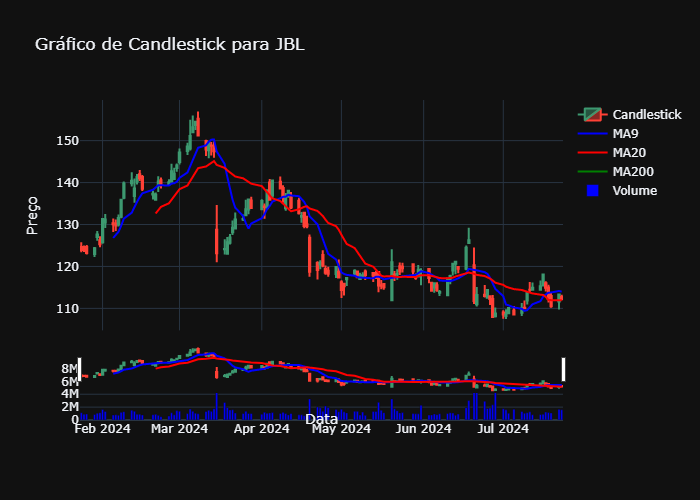 Gráfico de Candlestick para JBL
Candlestick
MA9
MA20
MA200
Volume
Preço
150
140
130
120
110
8M
6M
4M
2M
0
Data
Feb 2024
Mar 2024
Apr 2024
May 2024
Jun 2024
Jul 2024